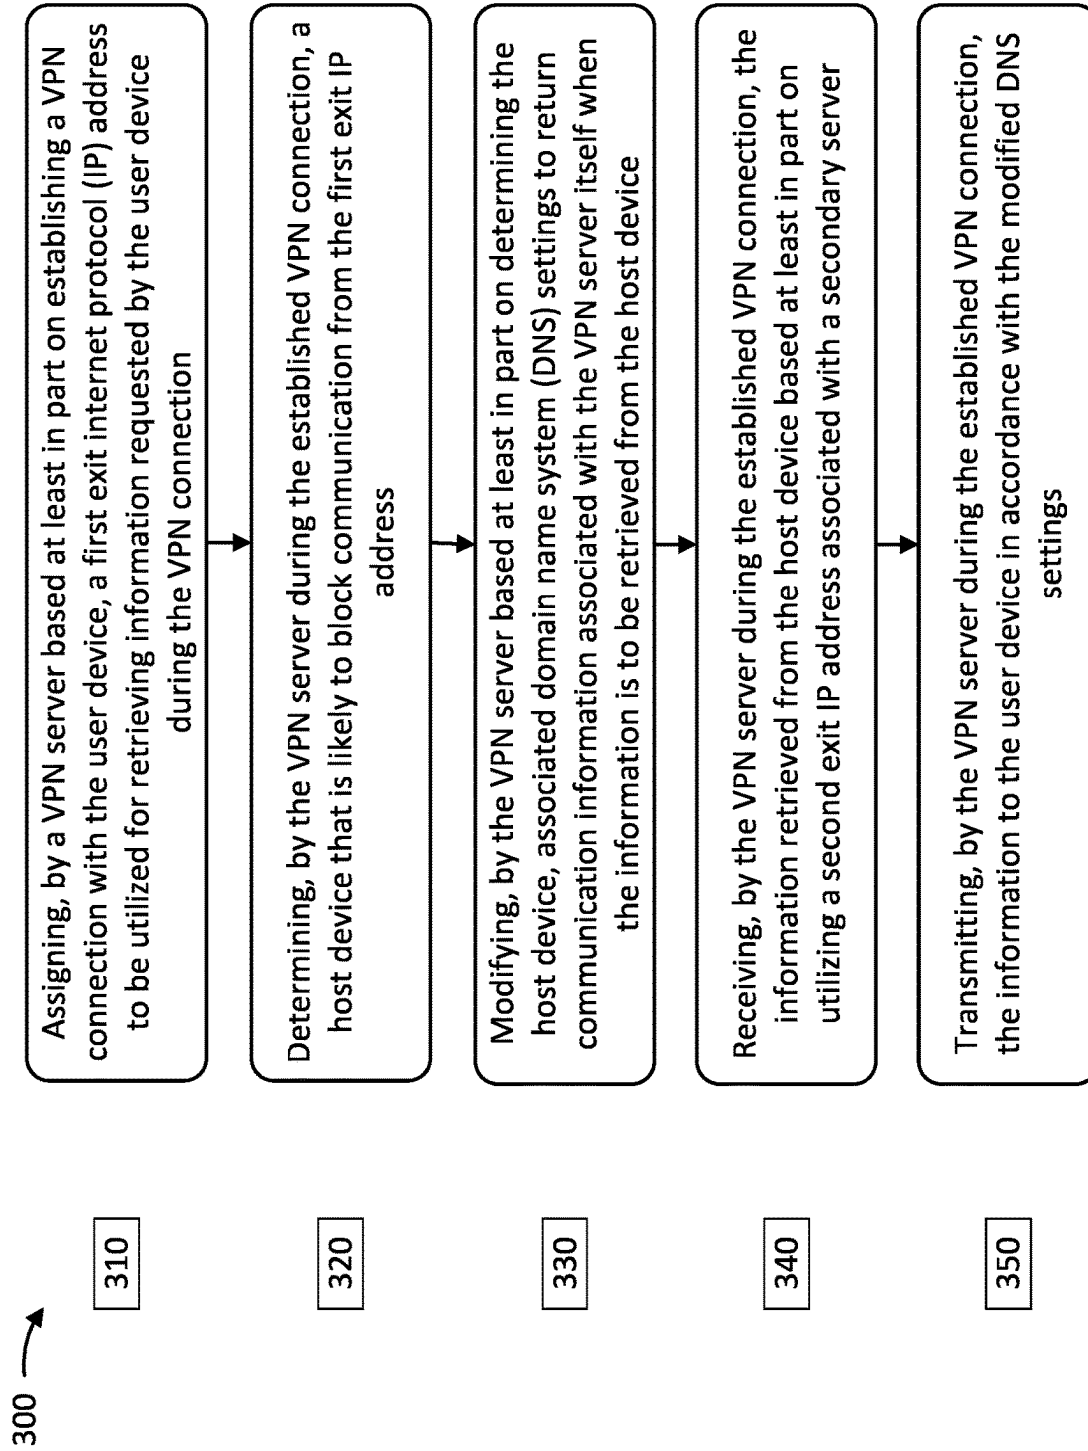 300
310
Assigning, by a VPN server based at least in part on establishing a VPN
connection with the user device, a first exit internet protocol (IP) address
to be utilized for retrieving information requested by the user device
during the VPN connection
320
Determining, by the VPN server during the established VPN connection, a
host device that is likely to block communication from the first exit IP
address
330
Modifying, by the VPN server based at least in part on determining the
host device, associated domain name system (DNS) settings to return
communication information associated with the VPN server itself when
the information is to be retrieved from the host device
340
Receiving, by the VPN server during the established VPN connection, the
information retrieved from the host device based at least in part on
utilizing a second exit IP address associated with a secondary server
350
Transmitting, by the VPN server during the established VPN connection,
the information to the user device in accordance with the modified DNS
settings